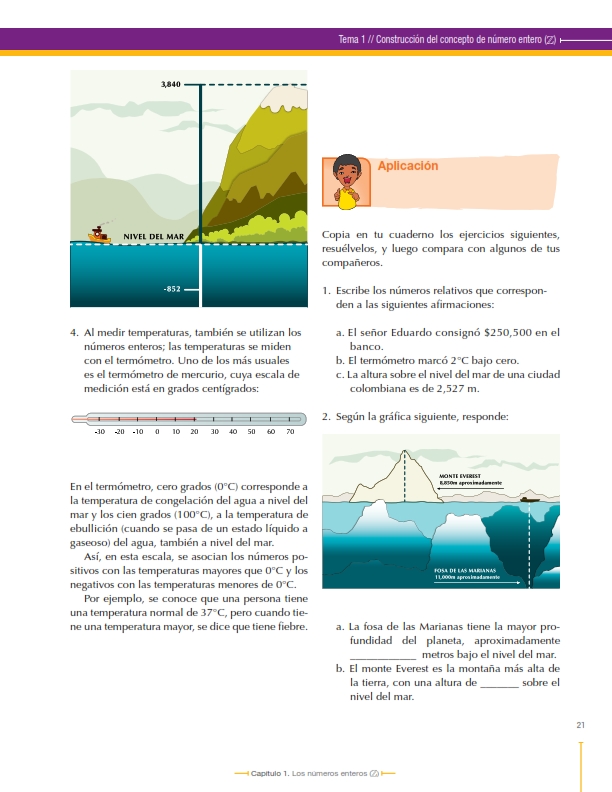 Tema 1 // Construcción del concepto de número entero (ℤ)
3,840
NIVEL DEL MAR
-852
4. Al medir temperaturas, también se utilizan los
números enteros; las temperaturas se miden
con el termómetro. Uno de los más usuales
es el termómetro de mercurio, cuya escala de
medición está en grados centígrados:
-30 -20 -10 0 10 20 30 40 50 60 70
En el termómetro, cero grados (0°C) corresponde a
la temperatura de congelación del agua a nivel del
mar y los cien grados (100°C), a la temperatura de
ebullición (cuando se pasa de un estado líquido a
gaseoso) del agua, también a nivel del mar.
Así, en esta escala, se asocian los números po-
sitivos con las temperaturas mayores que 0°C y los
negativos con las temperaturas menores de 0°C.
Por ejemplo, se conoce que una persona tiene
una temperatura normal de 37°C, pero cuando tie-
ne una temperatura mayor, se dice que tiene fiebre.
Aplicación
Copia en tu cuaderno los ejercicios siguientes,
resuélvelos, y luego compara con algunos de tus
compañeros.
1. Escribe los números relativos que correspon-
den a las siguientes afirmaciones:
a. El señor Eduardo consignó $250,500 en el
banco.
b. El termómetro marcó 2°C bajo cero.
c. La altura sobre el nivel del mar de una ciudad
colombiana es de 2,527 m.
2. Según la gráfica siguiente, responde:
MONTE EVEREST
8,850m aproximadamente
FOSA DE LAS MARIANAS
11,000m aproximadamente
a. La fosa de las Marianas tiene la mayor pro-
fundidad del planeta, aproximadamente
____________ metros bajo el nivel del mar.
b. El monte Everest es la montaña más alta de
la tierra, con una altura de _______ sobre el
nivel del mar.
21
Capítulo 1. Los números enteros (ℤ)